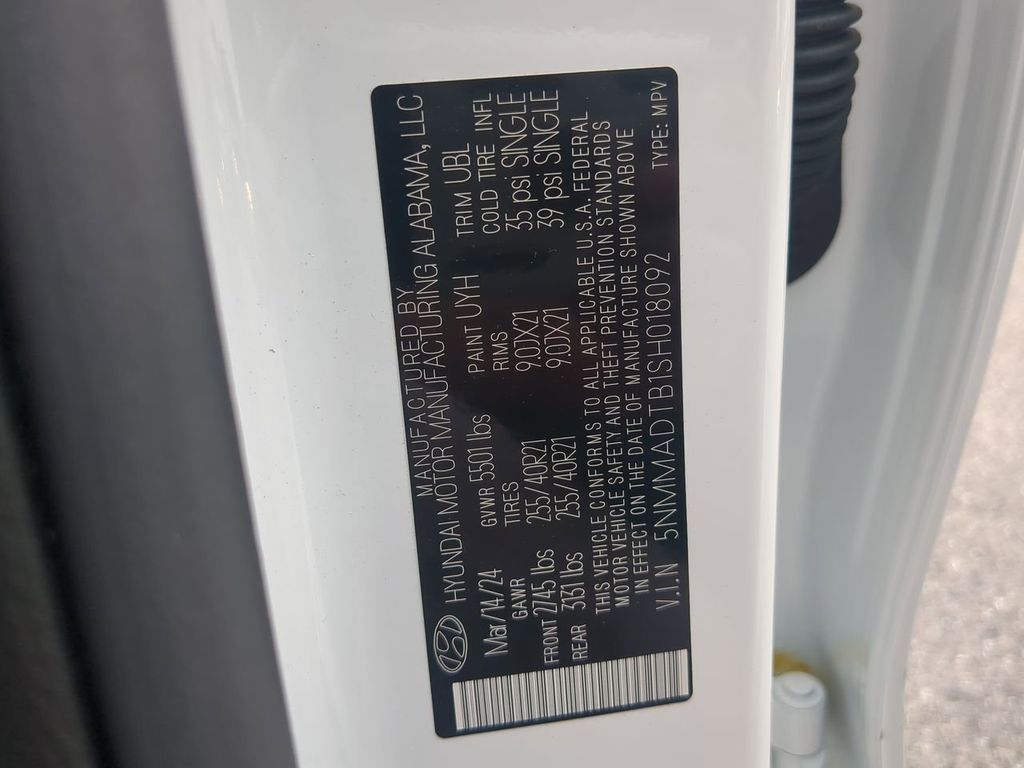 MANUFACTURED BY
HYUNDAI MOTOR MANUFACTURING ALABAMA, LLC
Mar/14/24 GVWR 5501 lbs PAINT UYH TRIM UBL
GAWR TIRES RIMS COLD TIRE INFL
FRONT 2745 lbs 255/40R21 9.0JX21 35 psi SINGLE
REAR 3131 lbs 255/40R21 9.0JX21 39 psi SINGLE
THIS VEHICLE CONFORMS TO ALL APPLICABLE U.S.A. FEDERAL
MOTOR VEHICLE SAFETY AND THEFT PREVENTION STANDARDS
IN EFFECT ON THE DATE OF MANUFACTURE SHOWN ABOVE
V.I.N 5NMMADTB1SH018092 TYPE: MPV